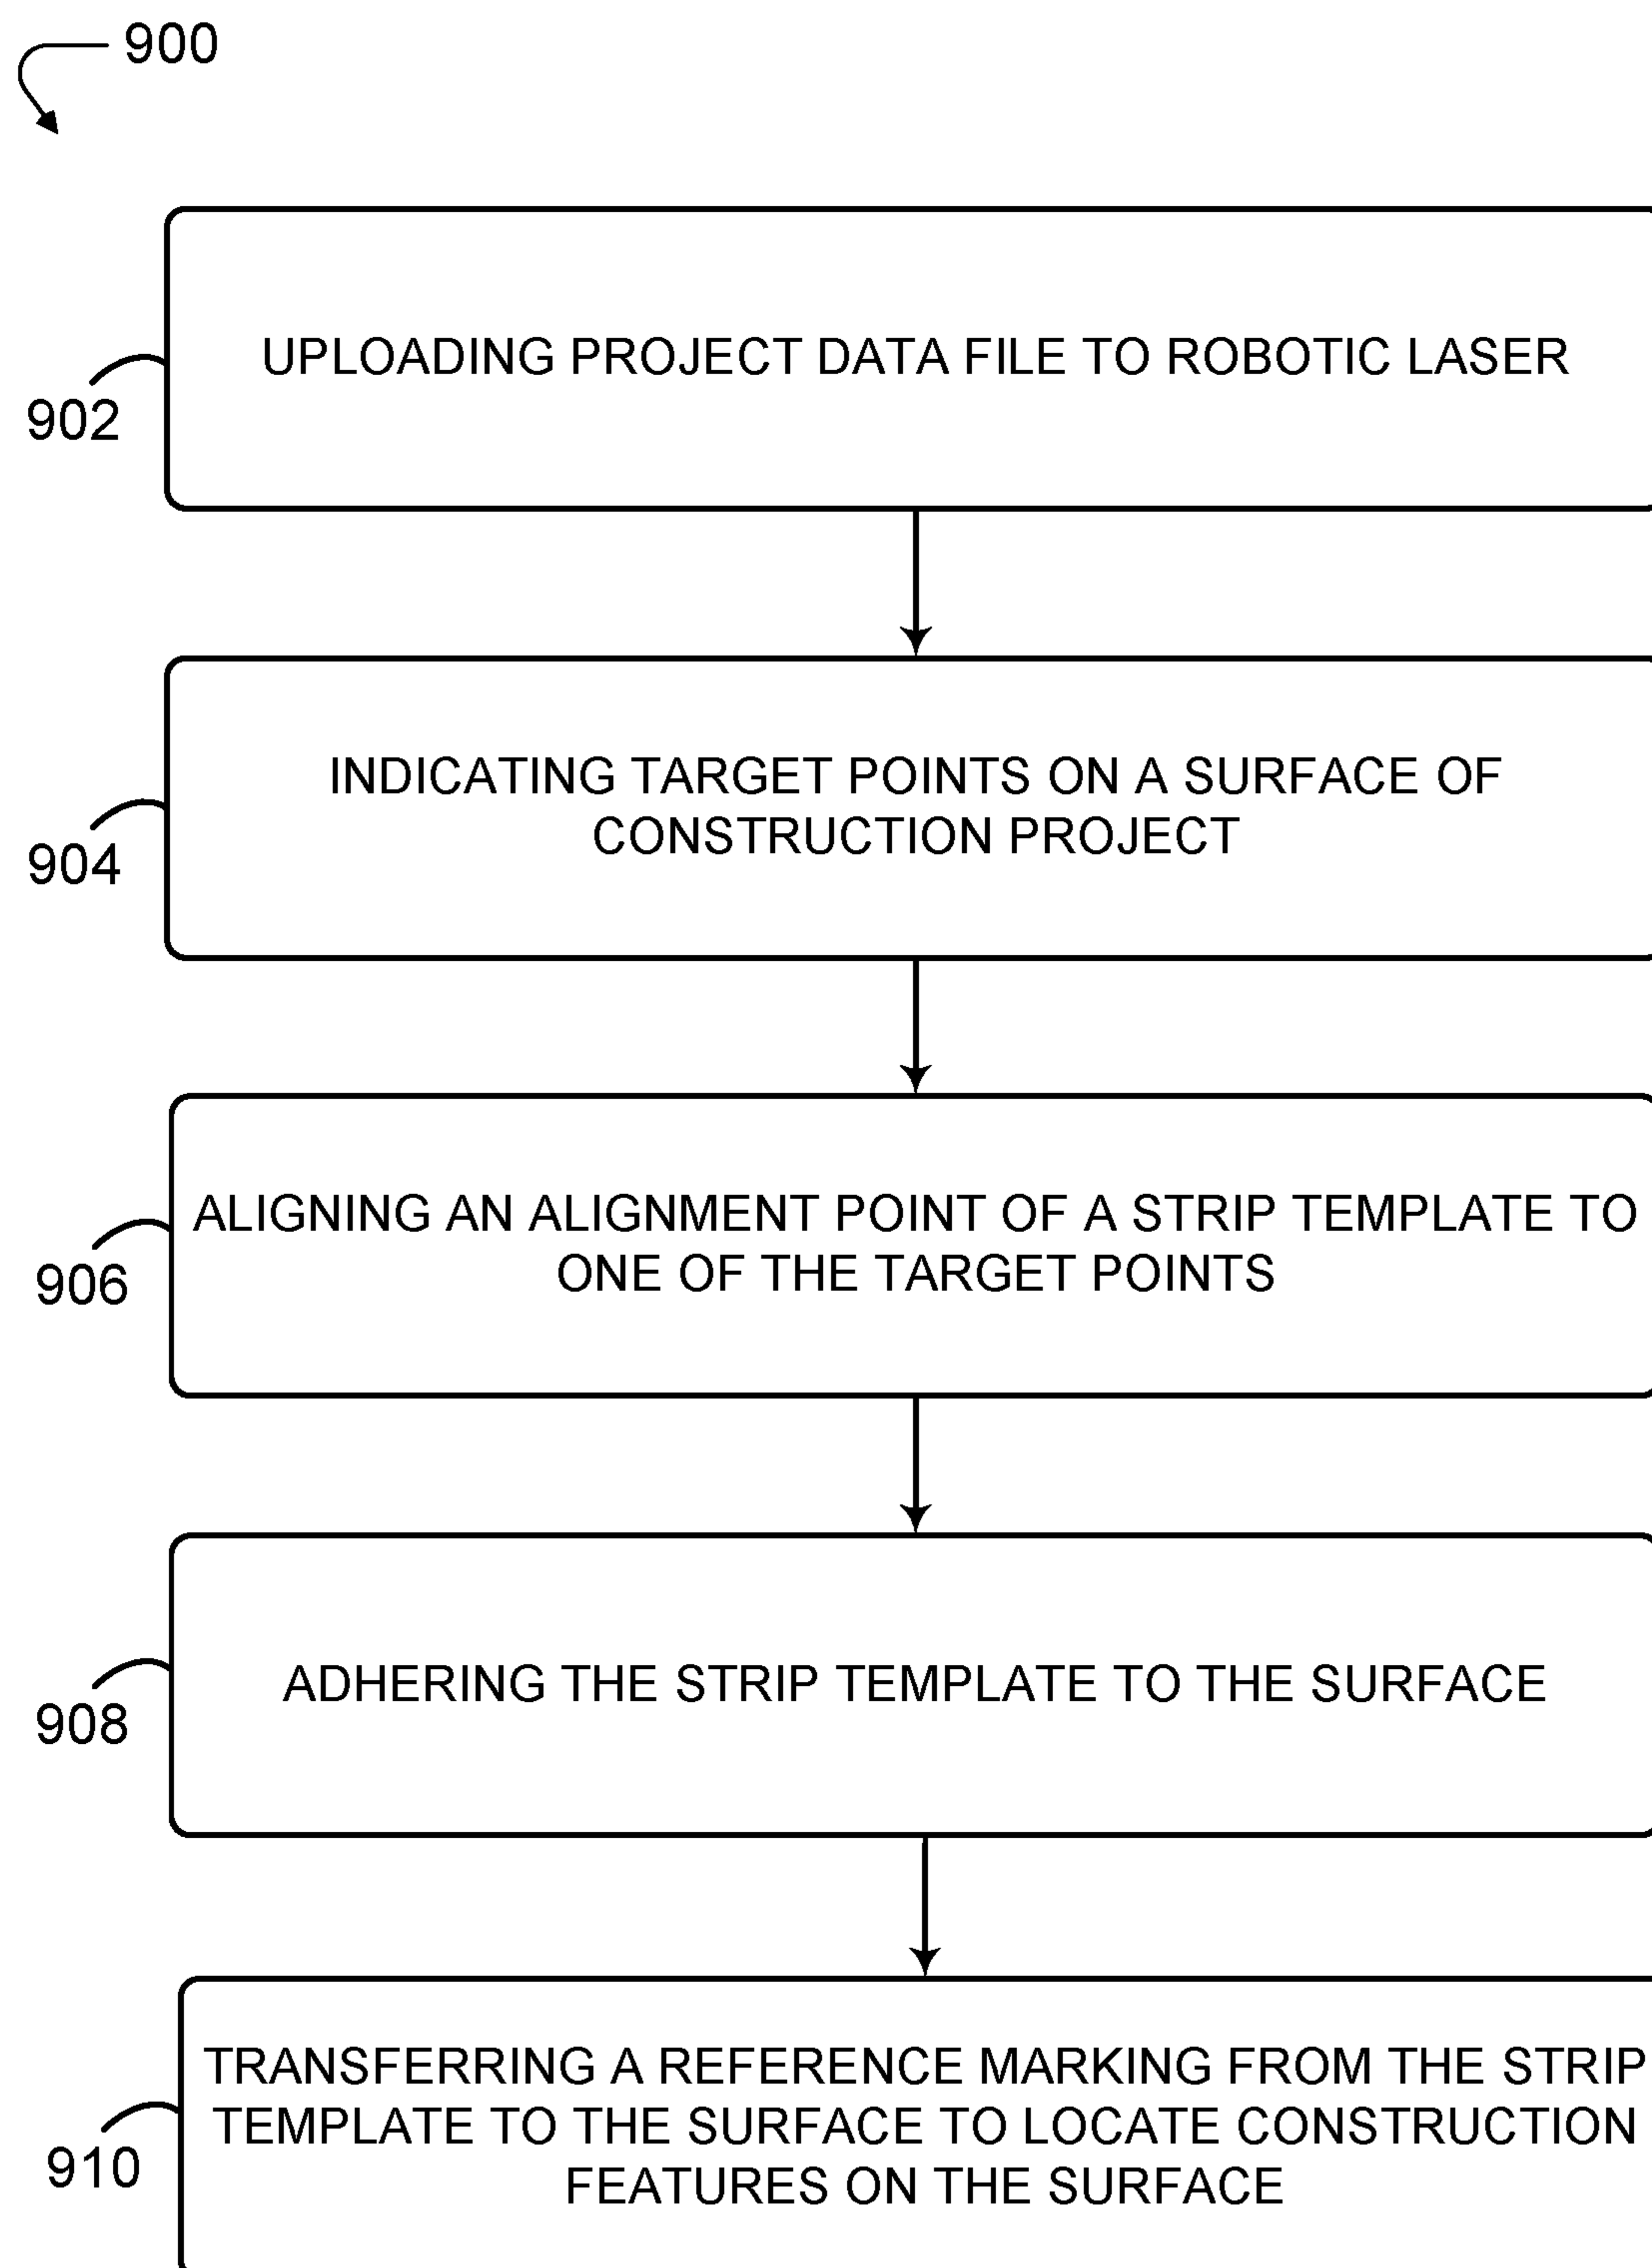 900
UPLOADING PROJECT DATA FILE TO ROBOTIC LASER
902
INDICATING TARGET POINTS ON A SURFACE OF
CONSTRUCTION PROJECT
904
ALIGNING AN ALIGNMENT POINT OF A STRIP TEMPLATE TO
ONE OF THE TARGET POINTS
906
ADHERING THE STRIP TEMPLATE TO THE SURFACE
908
TRANSFERRING A REFERENCE MARKING FROM THE STRIP
TEMPLATE TO THE SURFACE TO LOCATE CONSTRUCTION
FEATURES ON THE SURFACE
910